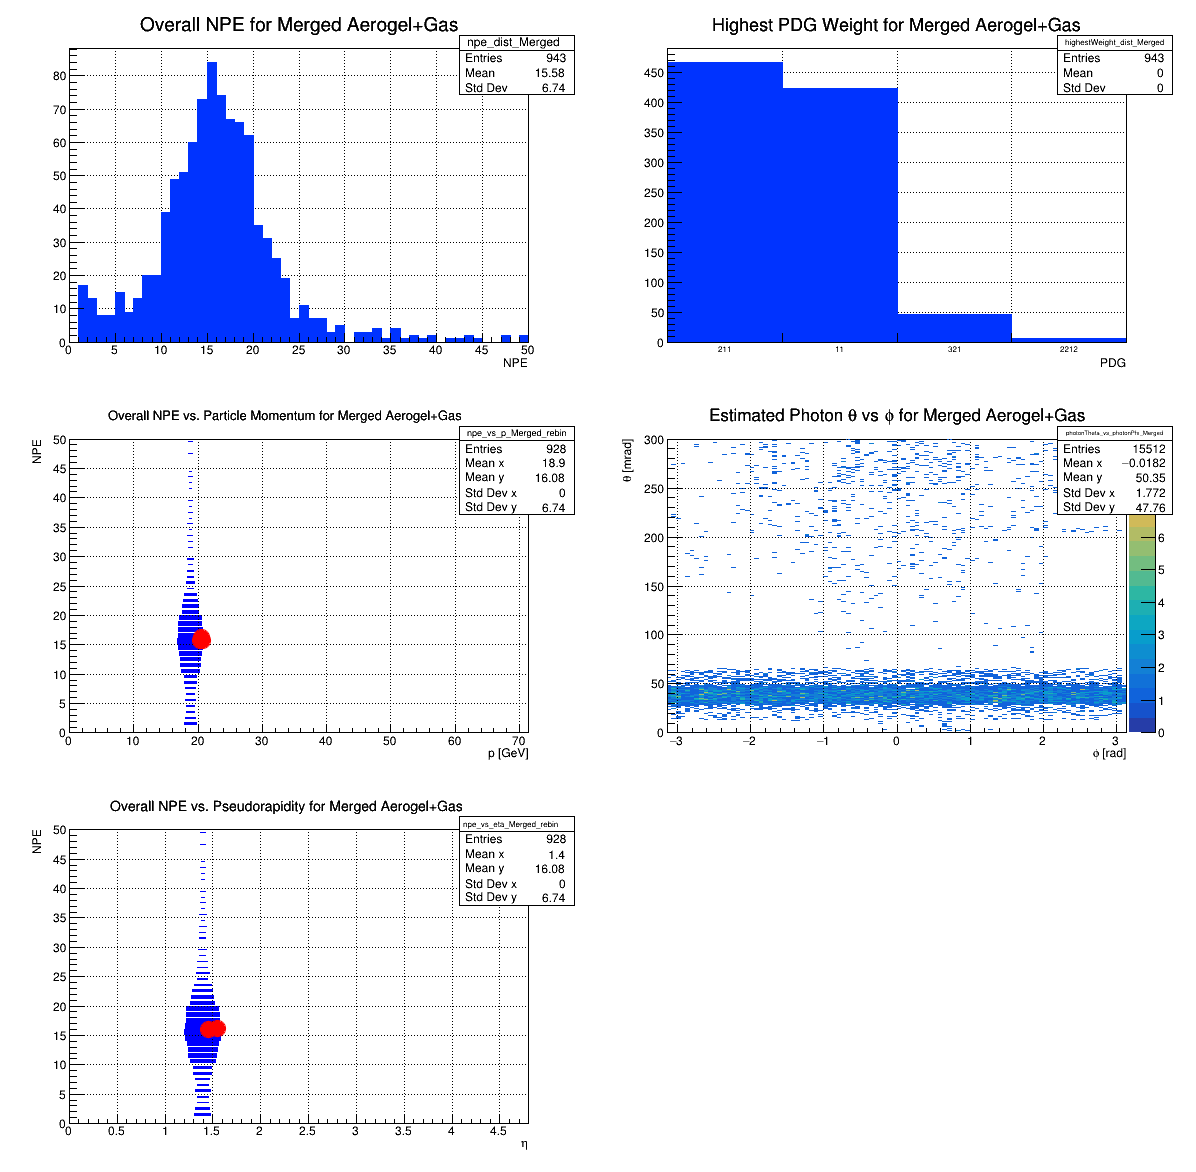 Overall NPE for Merged Aerogel+Gas
npe_dist_Merged
Entries 943
Mean 15.58
Std Dev 6.74
80
70
60
50
40
30
20
10
0
0 5 10 15 20 25 30 35 40 45 50
NPE
Highest PDG Weight for Merged Aerogel+Gas
highestWeight_dist_Merged
Entries 943
Mean 0
Std Dev 0
450
400
350
300
250
200
150
100
50
0
211 11 321 2212
PDG
Overall NPE vs. Particle Momentum for Merged Aerogel+Gas
npe_vs_p_Merged_rebin
Entries 928
Mean x 18.9
Mean y 16.08
Std Dev x 0
Std Dev y 6.74
NPE
50
45
40
35
30
25
20
15
10
5
0
0 10 20 30 40 50 60 70
p [GeV]
Estimated Photon θ vs ϕ for Merged Aerogel+Gas
photonTheta_vs_photonPhi_Merged
Entries 15512
Mean x −0.0182
Mean y 50.35
Std Dev x 1.772
Std Dev y 47.76
θ [mrad]
300
250
200
150
100
50
0
−3 −2 −1 0 1 2 3
ϕ [rad]
6
5
4
3
2
1
0
Overall NPE vs. Pseudorapidity for Merged Aerogel+Gas
npe_vs_eta_Merged_rebin
Entries 928
Mean x 1.4
Mean y 16.08
Std Dev x 0
Std Dev y 6.74
NPE
50
45
40
35
30
25
20
15
10
5
0
0 0.5 1 1.5 2 2.5 3 3.5 4 4.5
η